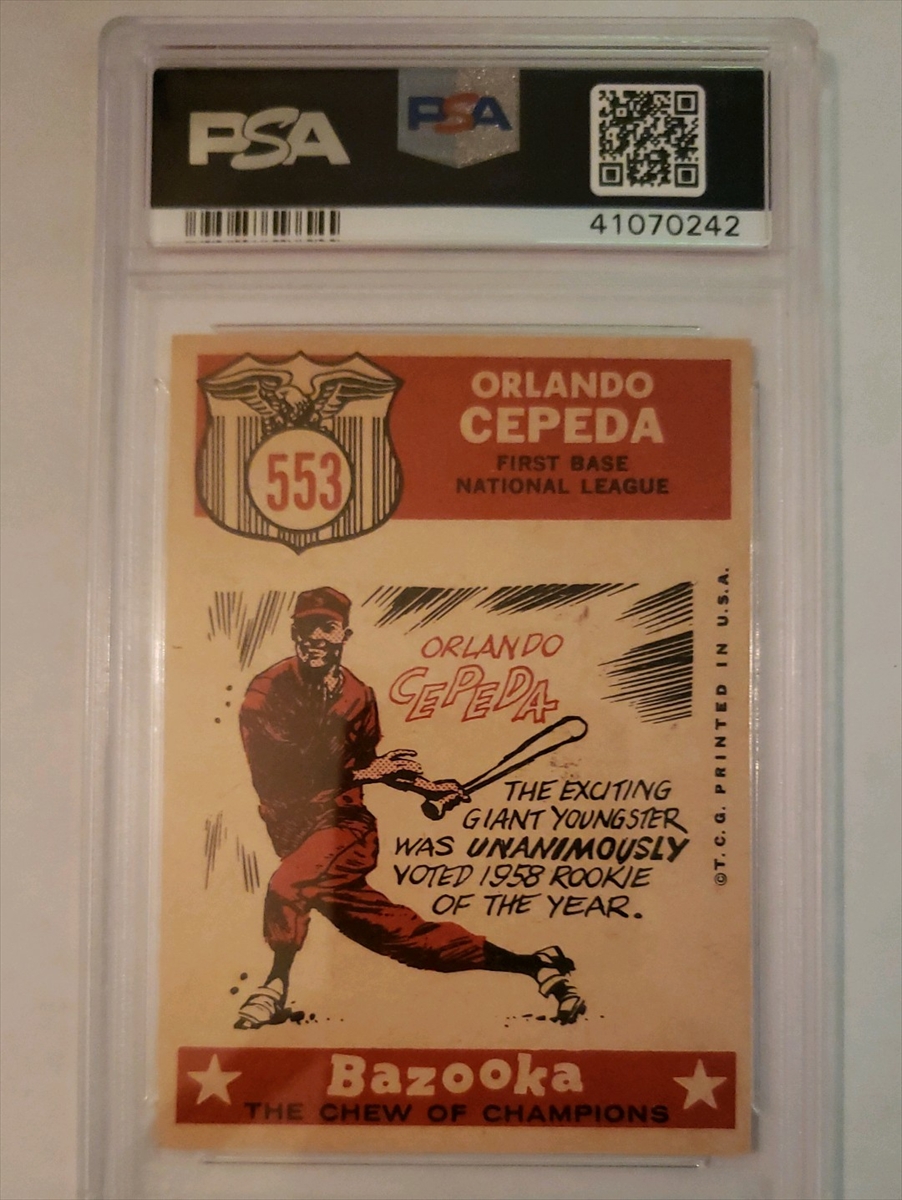 PSA
PSA
41070242
553
ORLANDO
CEPEDA
FIRST BASE
NATIONAL LEAGUE
ORLANDO
CEPEDA
THE EXCITING
GIANT YOUNGSTER
WAS UNANIMOUSLY
VOTED 1958 ROOKIE
OF THE YEAR.
©T.C.G. PRINTED IN U.S.A.
Bazooka
THE CHEW OF CHAMPIONS